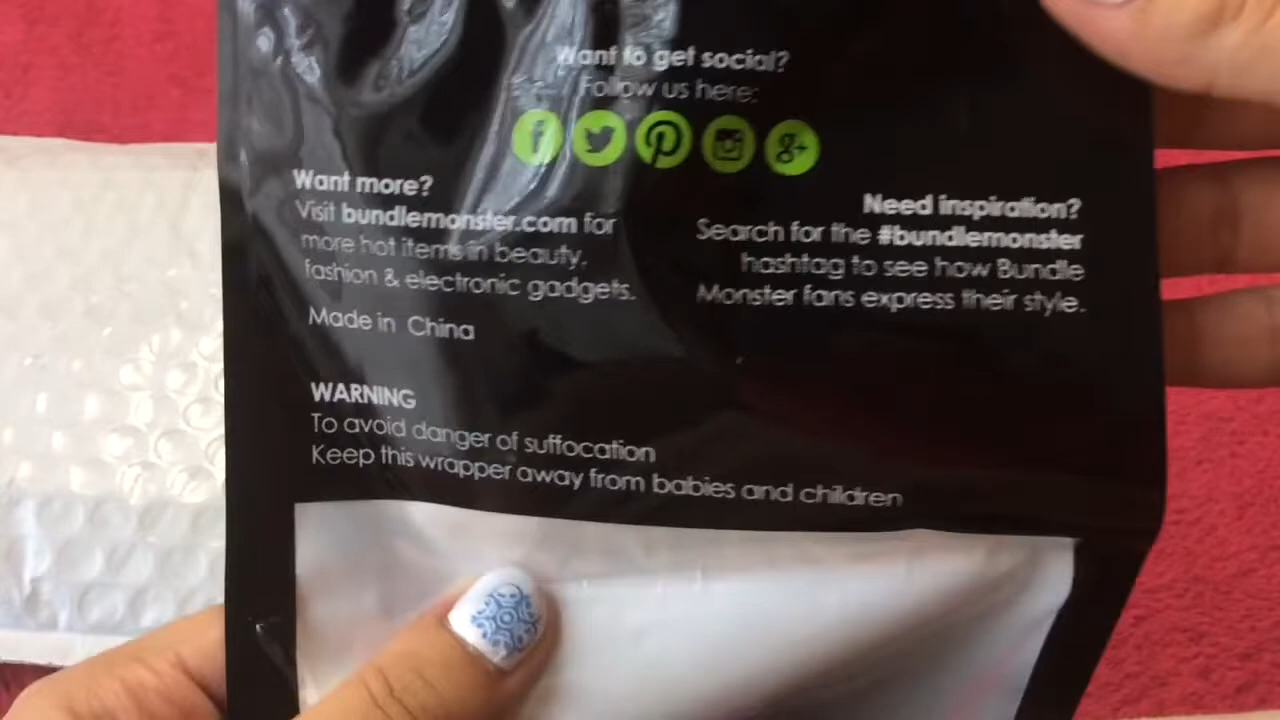 Want to get social?
Follow us here:
Want more?
Visit bundlemonster.com for
more hot items in beauty,
fashion & electronic gadgets.
Made in China
Need inspiration?
Search for the #bundlemonster
hashtag to see how Bundle
Monster fans express their style.
WARNING
To avoid danger of suffocation
Keep this wrapper away from babies and children